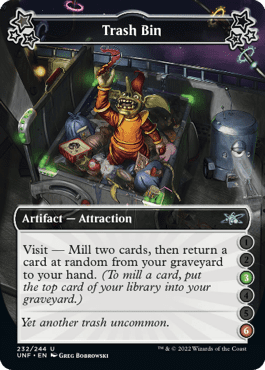 Trash Bin
Artifact — Attraction
Visit — Mill two cards, then return a
card at random from your graveyard
to your hand. (To mill a card, put
the top card of your library into your
graveyard.)
Yet another trash uncommon.
1
2
3
4
5
6
232/244 U
UNF • EN Greg Bobrowski
™ & © 2022 Wizards of the Coast